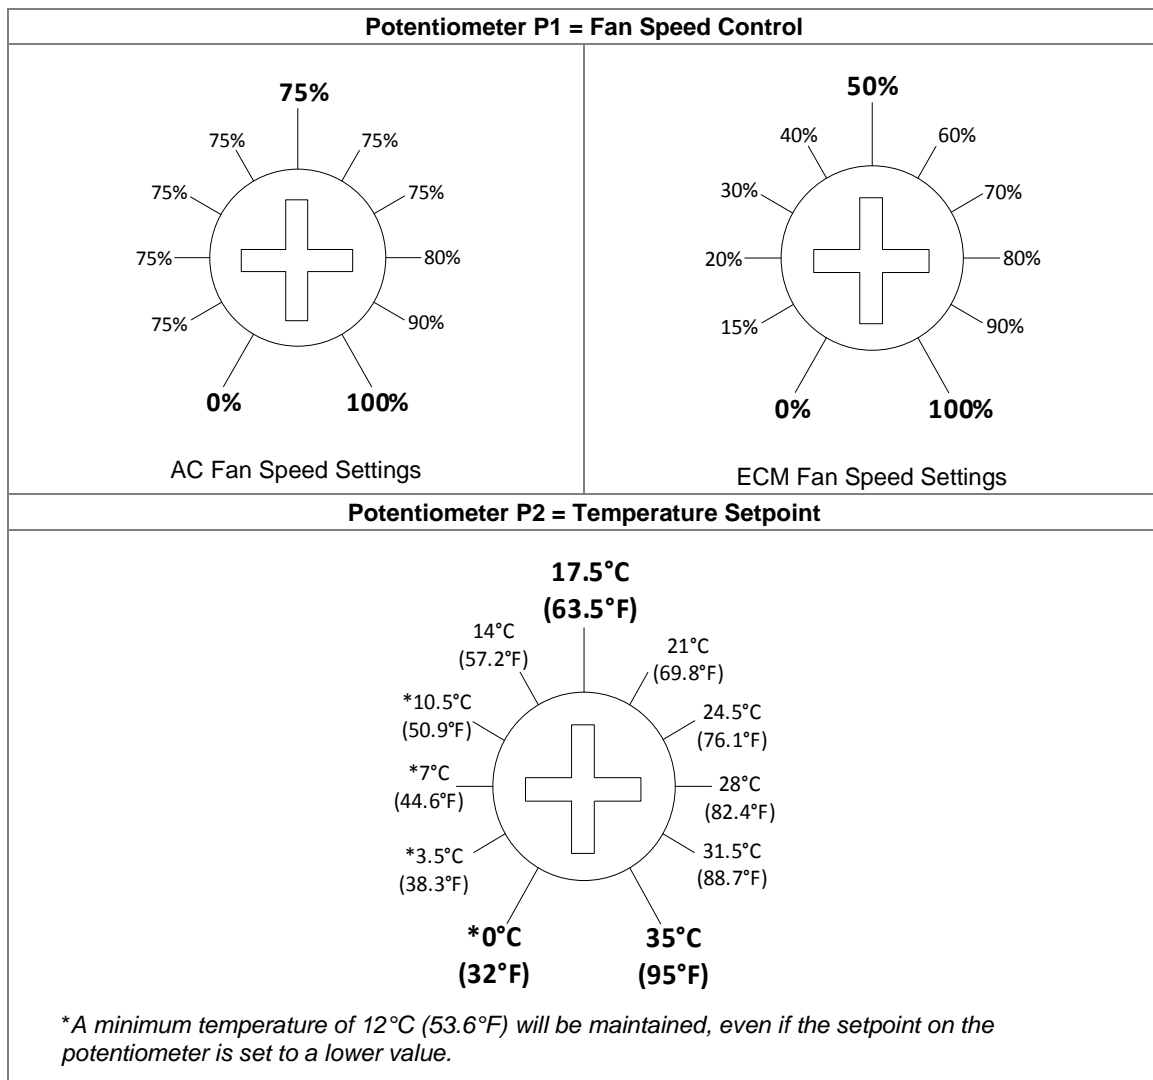 Potentiometer P1 = Fan Speed Control
75%
75%
75%
75%
75%
75%
80%
75%
90%
0%
100%
AC Fan Speed Settings
50%
40%
60%
30%
70%
20%
80%
15%
90%
0%
100%
ECM Fan Speed Settings
Potentiometer P2 = Temperature Setpoint
17.5°C
(63.5°F)
14°C
(57.2°F)
21°C
(69.8°F)
*10.5°C
(50.9°F)
24.5°C
(76.1°F)
*7°C
(44.6°F)
28°C
(82.4°F)
*3.5°C
(38.3°F)
31.5°C
(88.7°F)
*0°C
(32°F)
35°C
(95°F)
*A minimum temperature of 12°C (53.6°F) will be maintained, even if the setpoint on the
potentiometer is set to a lower value.